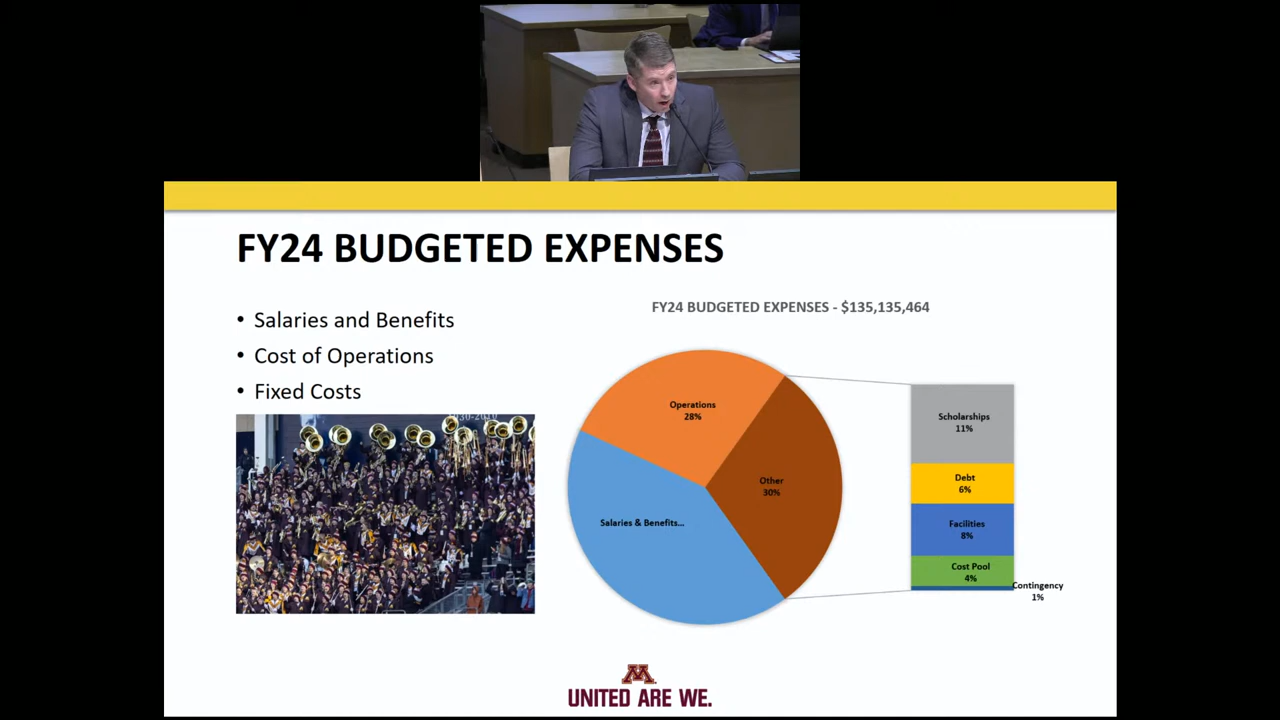 FY24 BUDGETED EXPENSES
• Salaries and Benefits
• Cost of Operations
• Fixed Costs
FY24 BUDGETED EXPENSES - $135,135,464
Operations
28%
Other
30%
Salaries & Benefits...
Scholarships
11%
Debt
6%
Facilities
8%
Cost Pool
4%
Contingency
1%
M
UNITED ARE WE.